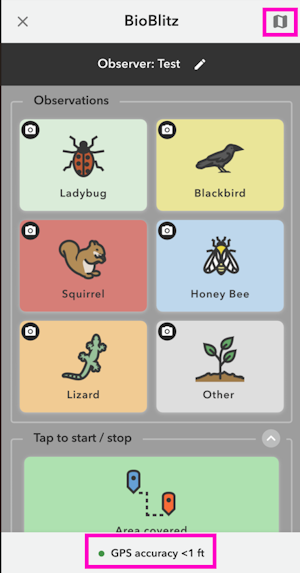 BioBlitz
Observer: Test
Observations
Ladybug
Blackbird
Squirrel
Honey Bee
Lizard
Other
Tap to start / stop
Area covered
GPS accuracy <1 ft